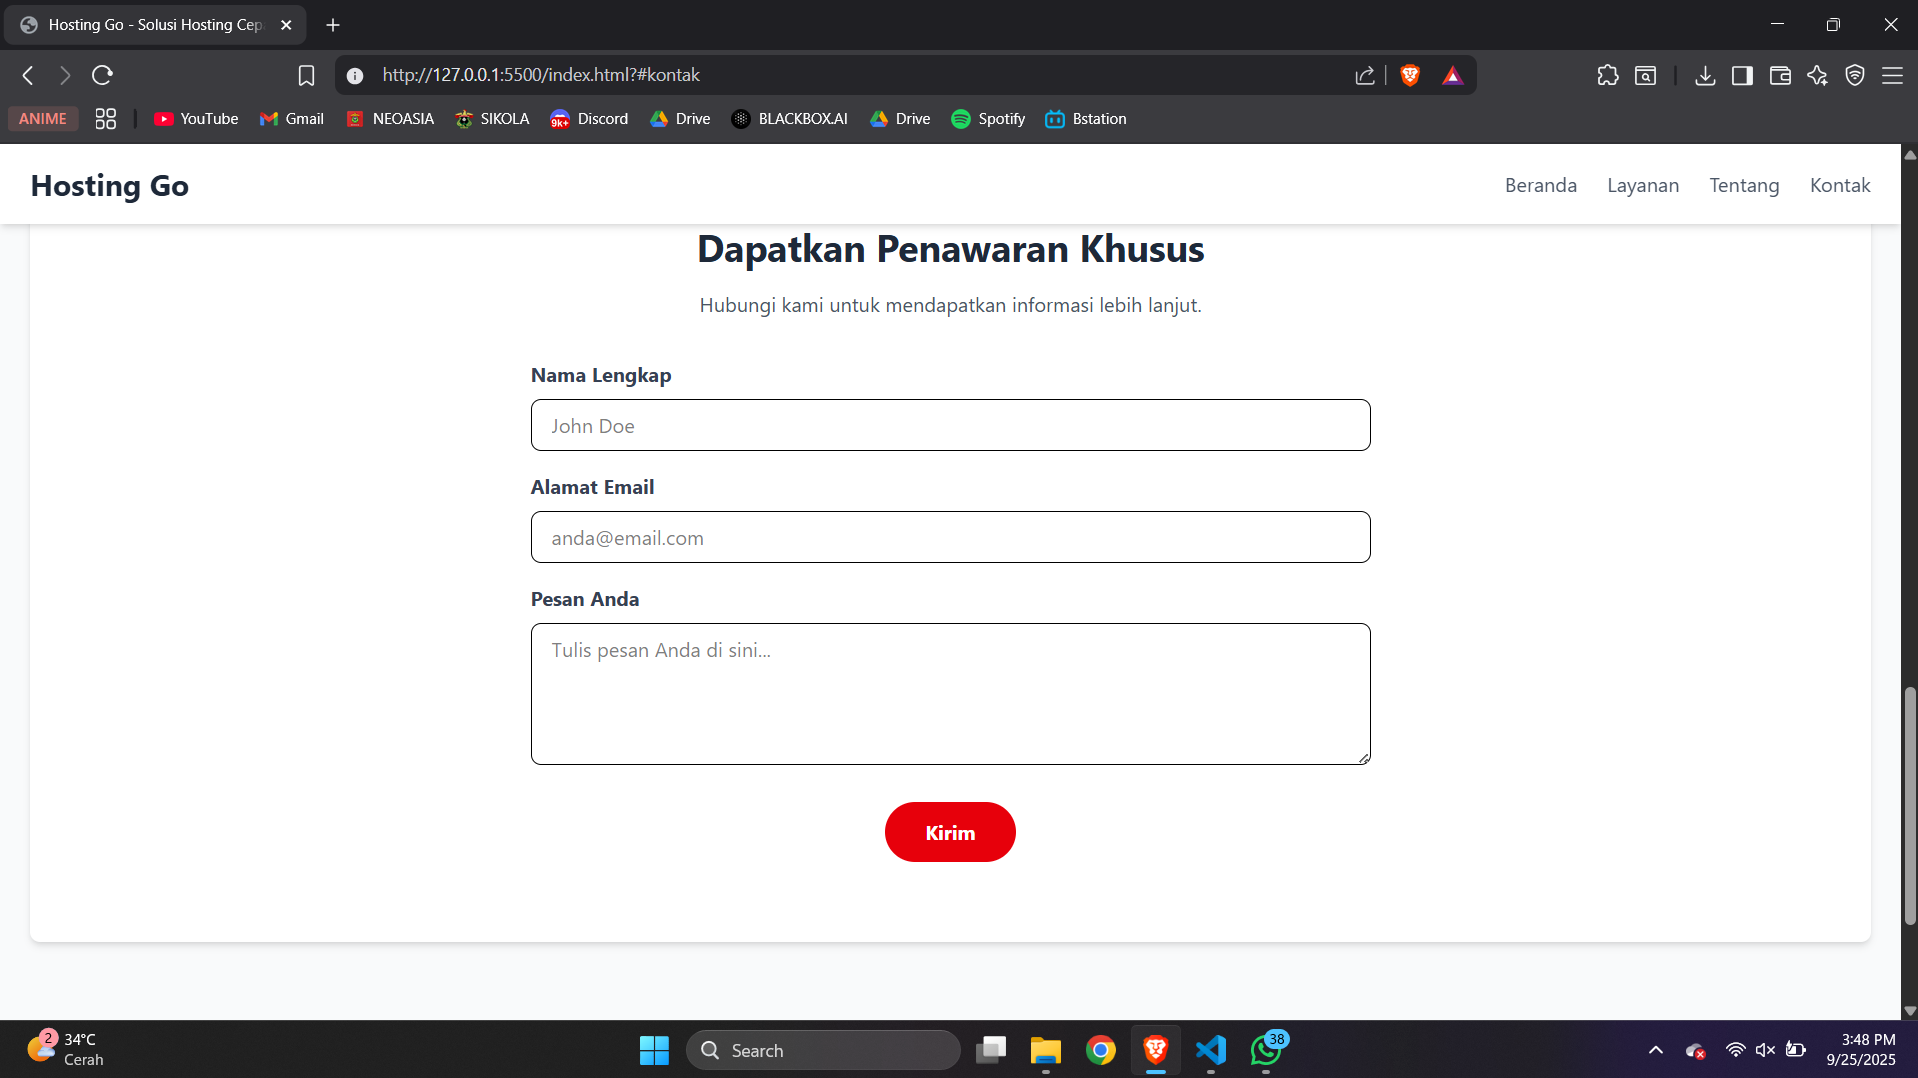 Hosting Go - Solusi Hosting Cep
http://127.0.0.1:5500/index.html?#kontak
ANIME
YouTube
Gmail
NEOASIA
SIKOLA
9k+
Discord
Drive
BLACKBOX.AI
Drive
Spotify
Bstation
Hosting Go
Beranda
Layanan
Tentang
Kontak
Dapatkan Penawaran Khusus
Hubungi kami untuk mendapatkan informasi lebih lanjut.
Nama Lengkap
John Doe
Alamat Email
anda@email.com
Pesan Anda
Tulis pesan Anda di sini...
Kirim
2
34°C
Cerah
Search
38
3:48 PM
9/25/2025